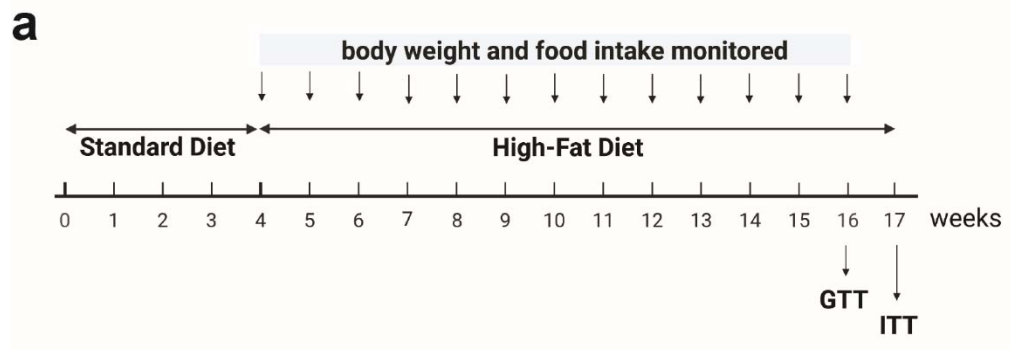 a
body weight and food intake monitored
Standard Diet
High-Fat Diet
0 1 2 3 4 5 6 7 8 9 10 11 12 13 14 15 16 17 weeks
GTT
ITT